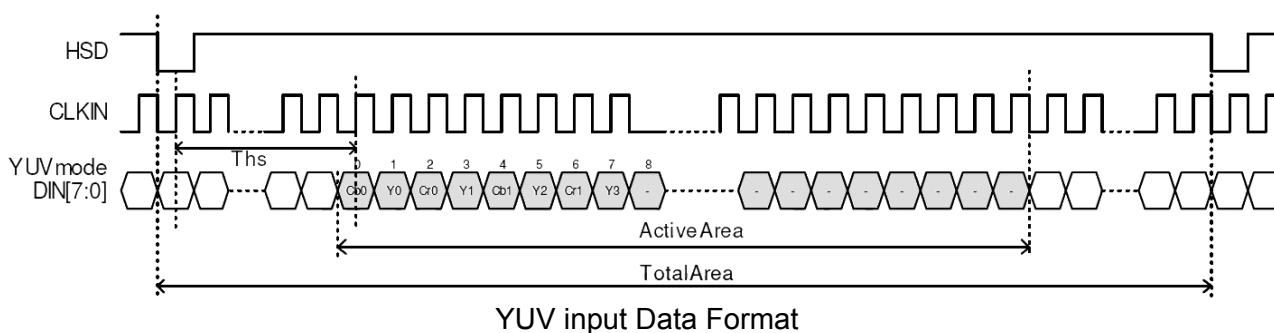 HSD
CLKIN
Ths
YUV mode
DIN[7:0]
0 1 2 3 4 5 6 7 8
Cb0 Y0 Cr0 Y1 Cb1 Y2 Cr1 Y3 - - - - - - - - -
ActiveArea
TotalArea
YUV input Data Format